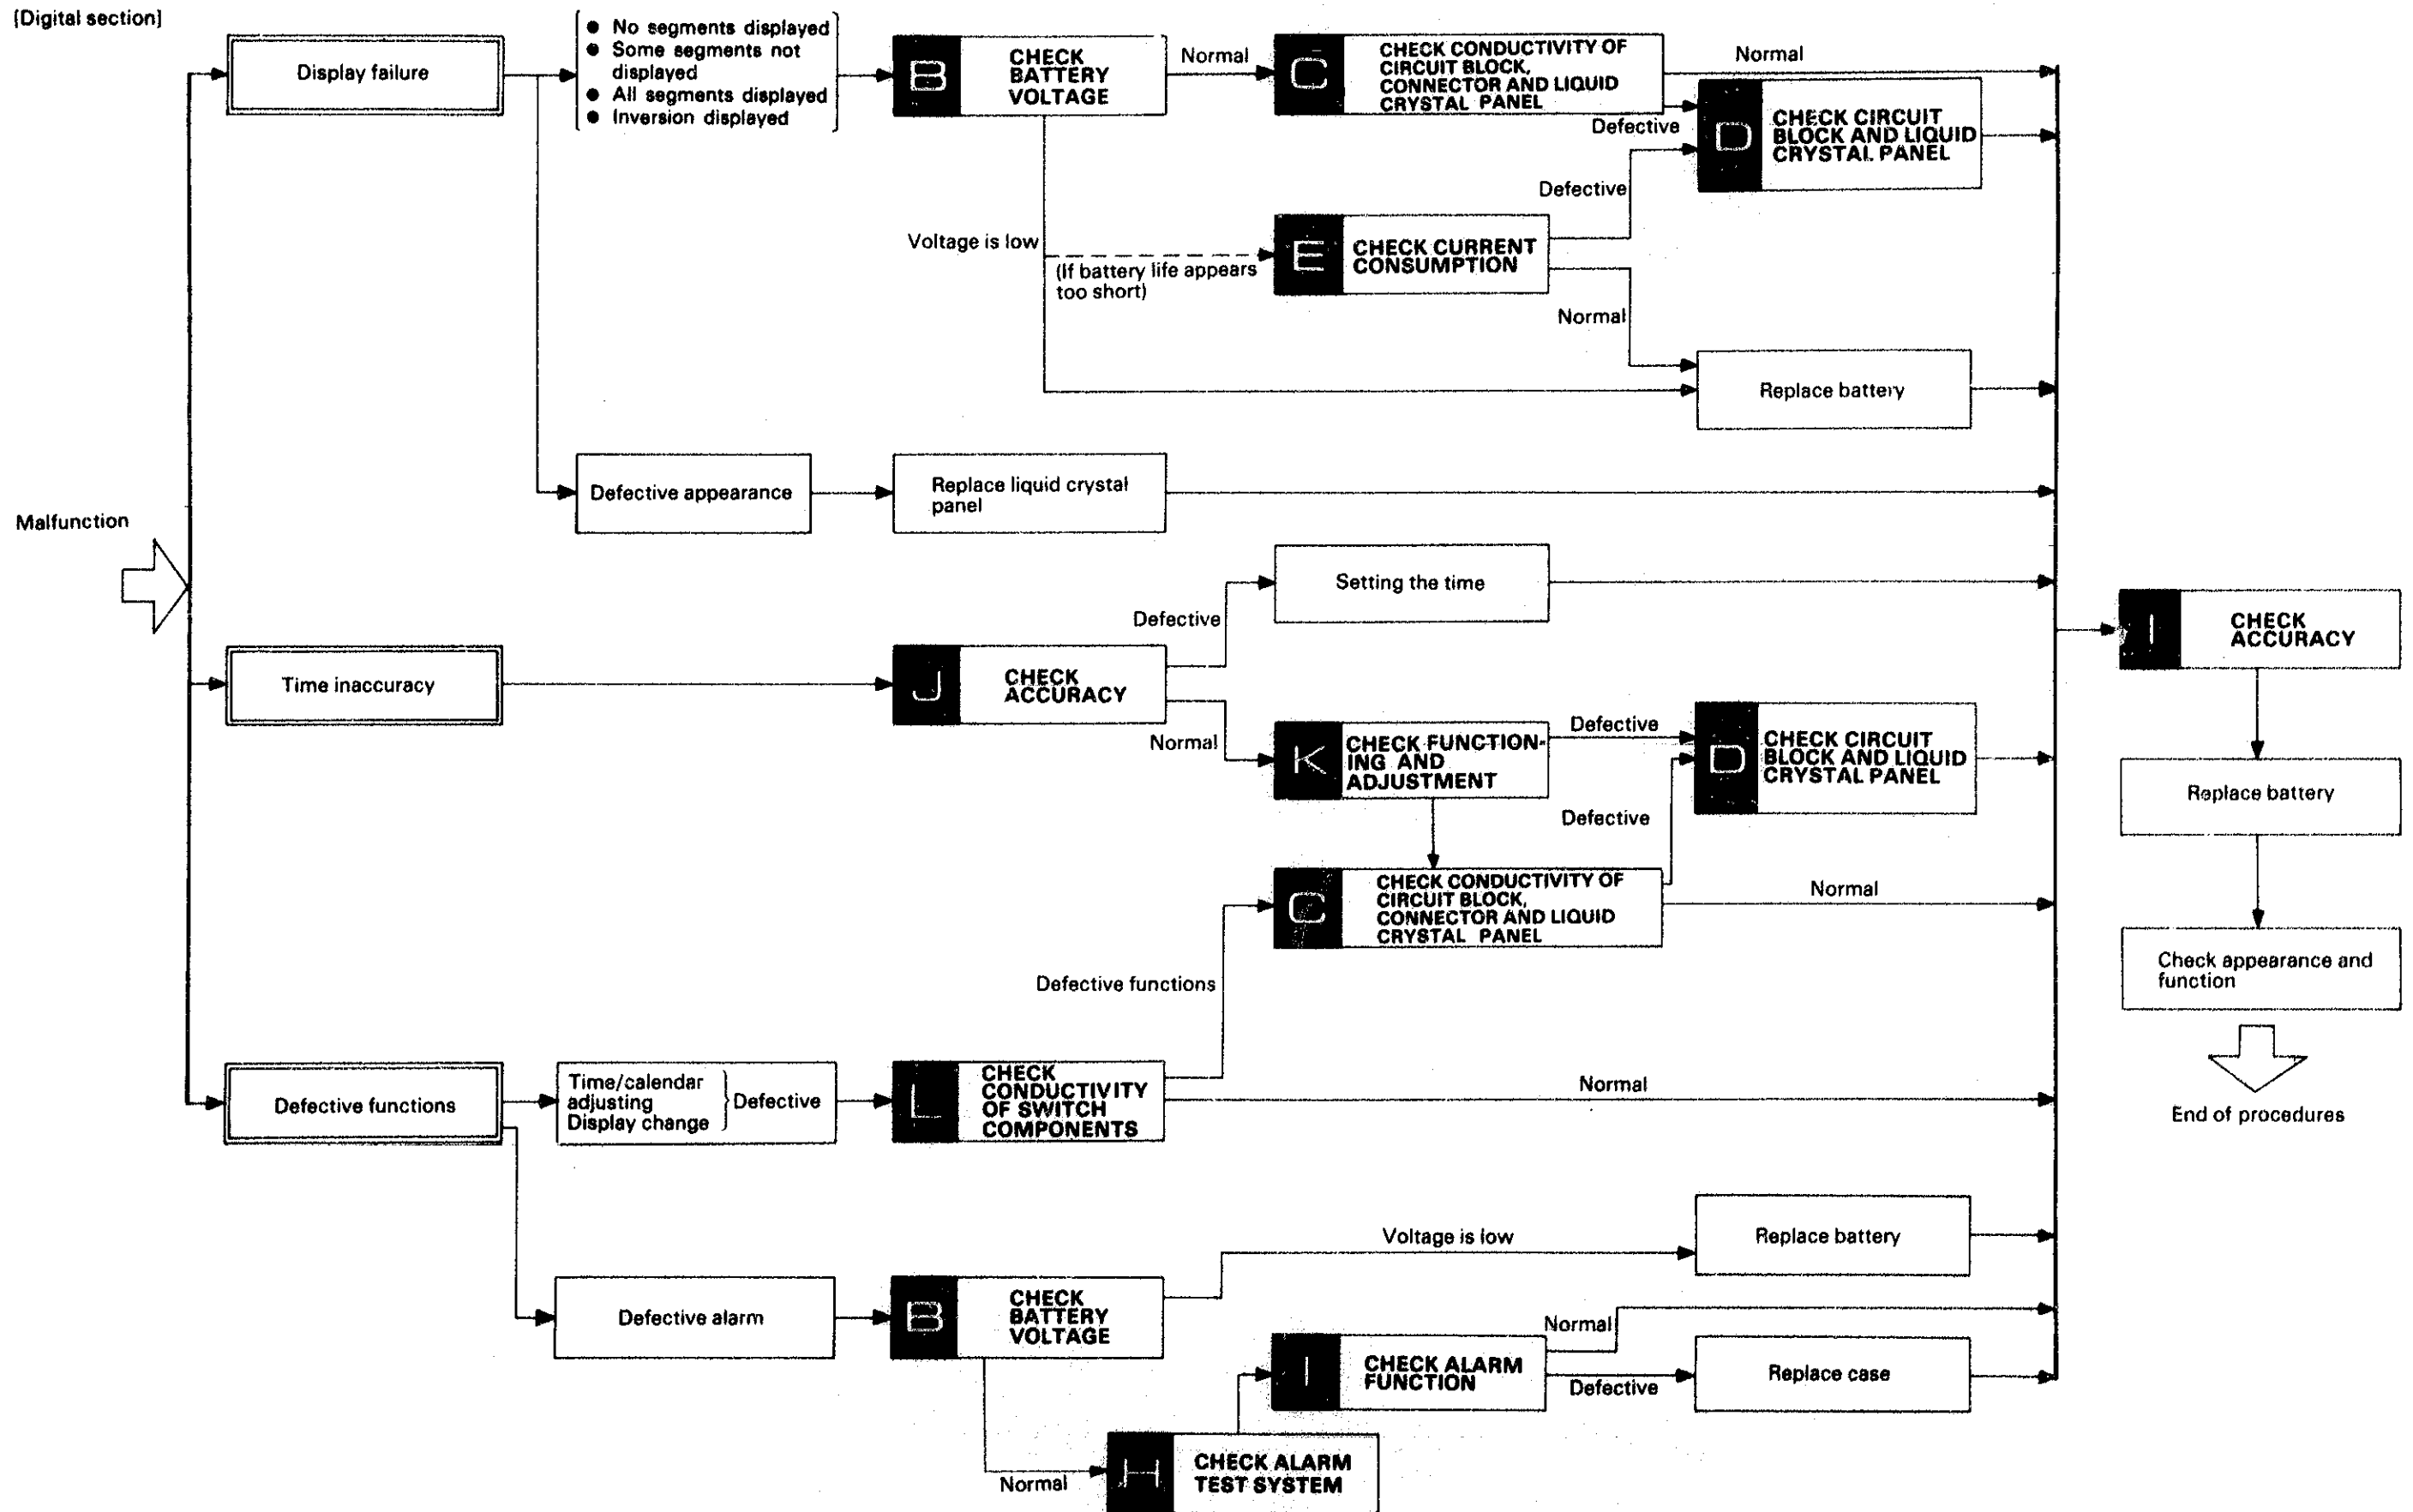 [Digital section]
Display failure
● No segments displayed
● Some segments not
displayed
● All segments displayed
● Inversion displayed
B
CHECK
BATTERY
VOLTAGE
Normal
C
CHECK CONDUCTIVITY OF
CIRCUIT BLOCK,
CONNECTOR AND LIQUID
CRYSTAL PANEL
Normal
Defective
D
CHECK CIRCUIT
BLOCK AND LIQUID
CRYSTAL PANEL
Defective
Voltage is low
(If battery life appears
too short)
E
CHECK CURRENT
CONSUMPTION
Normal
Replace battery
Defective appearance
Replace liquid crystal
panel
Malfunction
Setting the time
Defective
Time inaccuracy
J
CHECK
ACCURACY
Normal
K
CHECK FUNCTION-
ING AND
ADJUSTMENT
Defective
D
CHECK CIRCUIT
BLOCK AND LIQUID
CRYSTAL PANEL
Defective
C
CHECK CONDUCTIVITY OF
CIRCUIT BLOCK,
CONNECTOR AND LIQUID
CRYSTAL PANEL
Normal
Defective functions
Defective functions
Time/calendar
adjusting
Display change
Defective
L
CHECK
CONDUCTIVITY
OF SWITCH
COMPONENTS
Normal
Defective alarm
B
CHECK
BATTERY
VOLTAGE
Voltage is low
Replace battery
Normal
H
CHECK ALARM
TEST SYSTEM
I
CHECK ALARM
FUNCTION
Normal
Defective
Replace case
CHECK
ACCURACY
Replace battery
Check appearance and
function
End of procedures